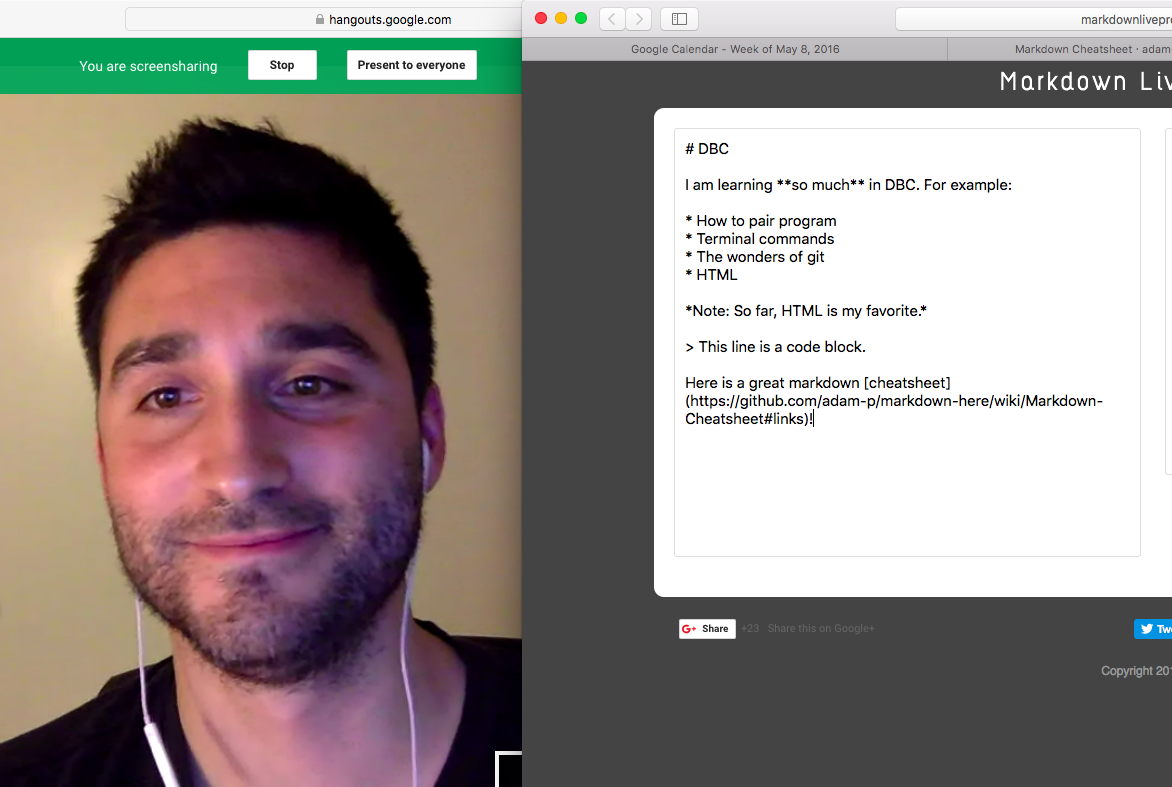 hangouts.google.com
You are screensharing
Stop
Present to everyone
markdownlivepre
Google Calendar - Week of May 8, 2016
Markdown Cheatsheet · adam
Markdown Liv
# DBC
I am learning **so much** in DBC. For example:
* How to pair program
* Terminal commands
* The wonders of git
* HTML
*Note: So far, HTML is my favorite.*
> This line is a code block.
Here is a great markdown [cheatsheet]
(https://github.com/adam-p/markdown-here/wiki/Markdown-
Cheatsheet#links)!
G+ Share
+23 Share this on Google+
Twe
Copyright 201